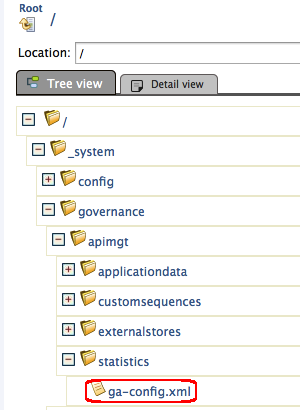 Root
/
Location: /
Tree view Detail view
/
_system
config
governance
apimgt
applicationdata
customsequences
externalstores
statistics
ga-config.xml